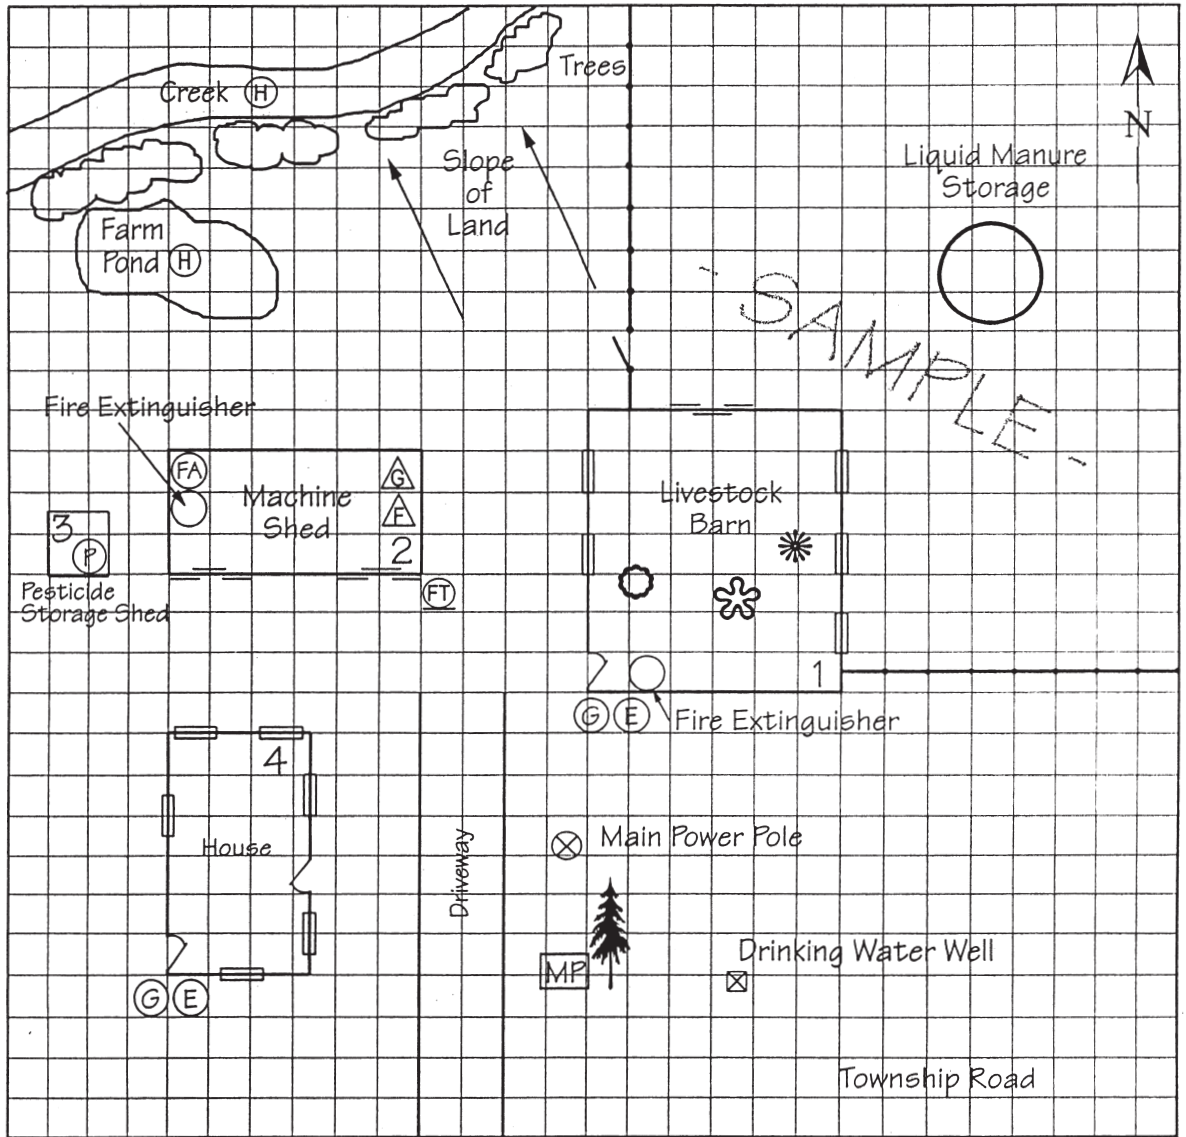 Trees
Creek H
N
Slope
of
Land
Liquid Manure
Storage
Farm
Pond H
- SAMPLE -
Fire Extinguisher
FA
G
Machine
Shed
F
2
3
P
Pesticide
Storage Shed
FT
Livestock
Barn
1
G E Fire Extinguisher
4
House
Driveway
Main Power Pole
MP
Drinking Water Well
G E
Township Road